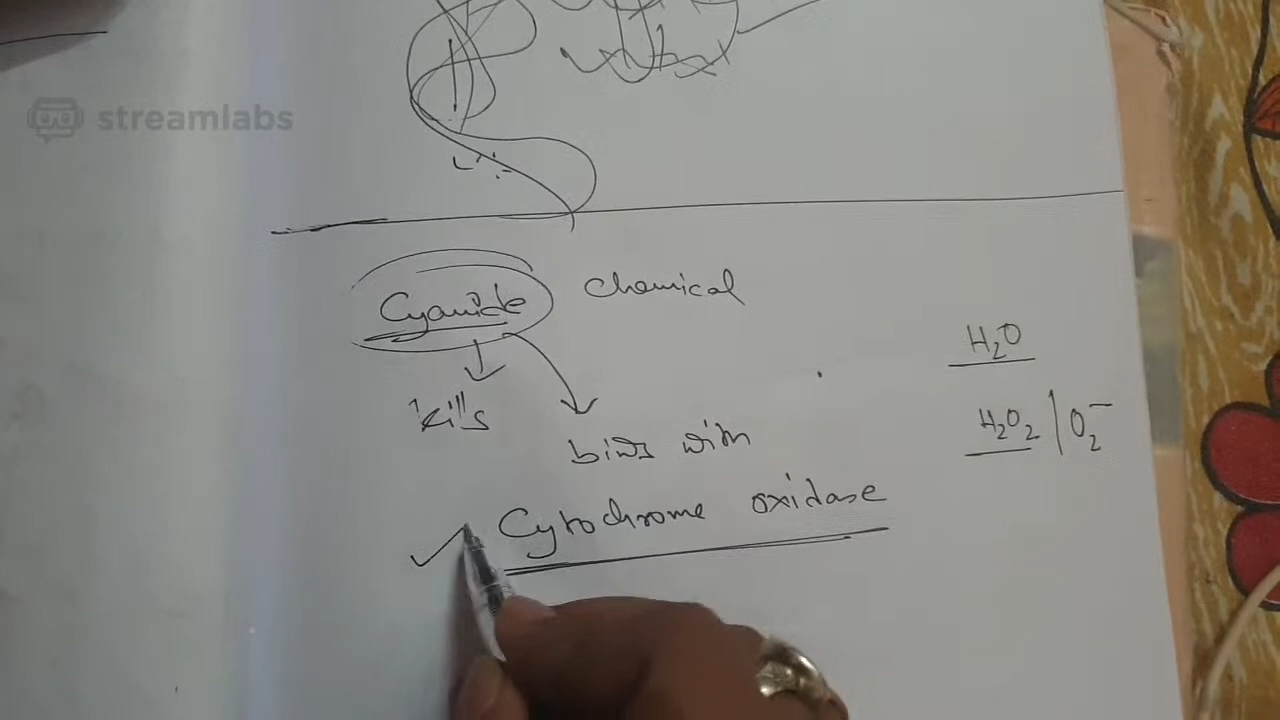 streamlabs
Cyanide chemical
kills
binds with
Cytochrome oxidase
H₂O
H₂O₂ / O₂⁻